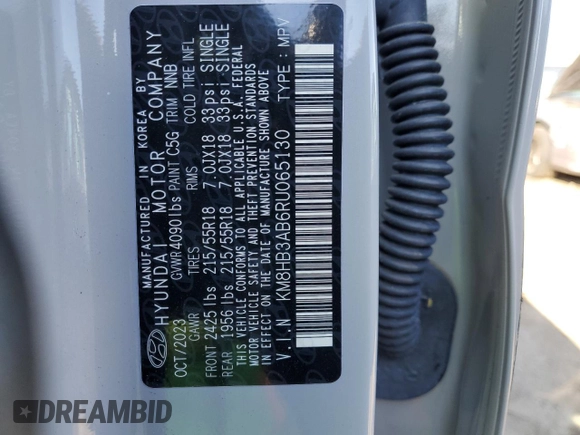 MANUFACTURED IN KOREA BY
HYUNDAI MOTOR COMPANY
OCT/2023 GVWR 4090 lbs PAINT C5G TRIM NNB
GAWR TIRES RIMS COLD TIRE INFL
FRONT 2425 lbs 215/55R18 7.0JX18 33psi SINGLE
REAR 1956 lbs 215/55R18 7.0JX18 33psi SINGLE
THIS VEHICLE CONFORMS TO ALL APPLICABLE U.S.A. FEDERAL
MOTOR VEHICLE SAFETY AND THEFT PREVENTION STANDARDS
IN EFFECT ON THE DATE OF MANUFACTURE SHOWN ABOVE
V.I.N KM8HB3AB6RU065130 TYPE : MPV
DREAMBID